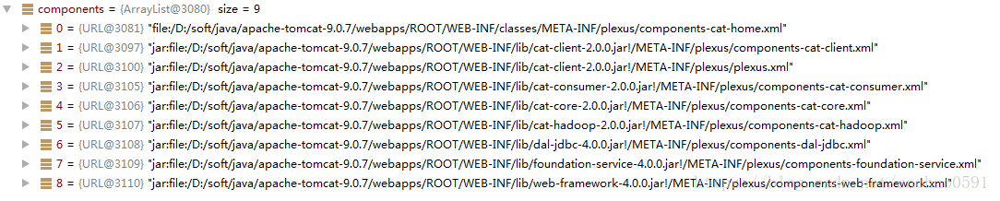 components = {ArrayList@3080} size = 9
0 = {URL@3081} "file:/D:/soft/java/apache-tomcat-9.0.7/webapps/ROOT/WEB-INF/classes/META-INF/plexus/components-cat-home.xml"
1 = {URL@3097} "jar:file:/D:/soft/java/apache-tomcat-9.0.7/webapps/ROOT/WEB-INF/lib/cat-client-2.0.0.jar!/META-INF/plexus/components-cat-client.xml"
2 = {URL@3100} "jar:file:/D:/soft/java/apache-tomcat-9.0.7/webapps/ROOT/WEB-INF/lib/cat-client-2.0.0.jar!/META-INF/plexus/plexus.xml"
3 = {URL@3105} "jar:file:/D:/soft/java/apache-tomcat-9.0.7/webapps/ROOT/WEB-INF/lib/cat-consumer-2.0.0.jar!/META-INF/plexus/components-cat-consumer.xml"
4 = {URL@3106} "jar:file:/D:/soft/java/apache-tomcat-9.0.7/webapps/ROOT/WEB-INF/lib/cat-core-2.0.0.jar!/META-INF/plexus/components-cat-core.xml"
5 = {URL@3107} "jar:file:/D:/soft/java/apache-tomcat-9.0.7/webapps/ROOT/WEB-INF/lib/cat-hadoop-2.0.0.jar!/META-INF/plexus/components-cat-hadoop.xml"
6 = {URL@3108} "jar:file:/D:/soft/java/apache-tomcat-9.0.7/webapps/ROOT/WEB-INF/lib/dal-jdbc-4.0.0.jar!/META-INF/plexus/components-dal-jdbc.xml"
7 = {URL@3109} "jar:file:/D:/soft/java/apache-tomcat-9.0.7/webapps/ROOT/WEB-INF/lib/foundation-service-4.0.0.jar!/META-INF/plexus/components-foundation-service.xml"
8 = {URL@3110} "jar:file:/D:/soft/java/apache-tomcat-9.0.7/webapps/ROOT/WEB-INF/lib/web-framework-4.0.0.jar!/META-INF/plexus/components-web-framework.xml"